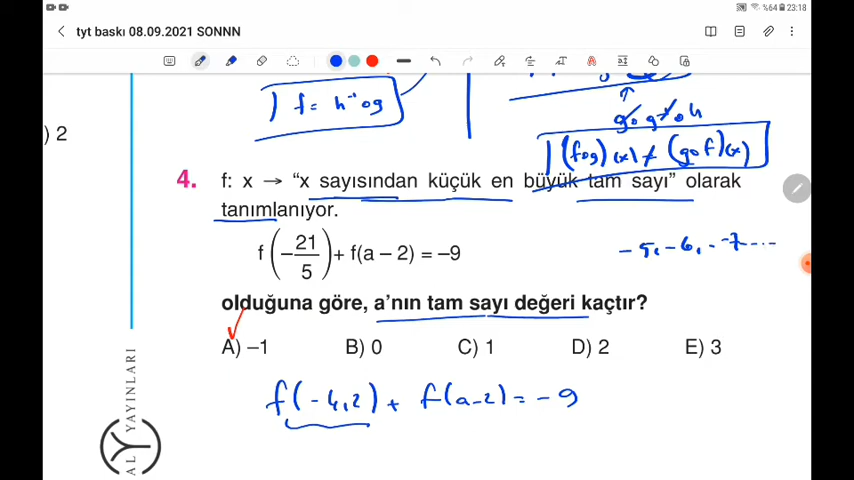 %64 23:18
tyt baskı 08.09.2021 SONNN
f = h⁻¹og
) 2
(fog)(x) ≠ (gof)(x)
4. f: x → “x sayısından küçük en büyük tam sayı” olarak
tanımlanıyor.
f(−21/5) + f(a − 2) = −9
-5, -6, -7 ...
olduğuna göre, a’nın tam sayı değeri kaçtır?
A) –1 B) 0 C) 1 D) 2 E) 3
f(-4,2) + f(a-2) = -9
AL YAYINLARI